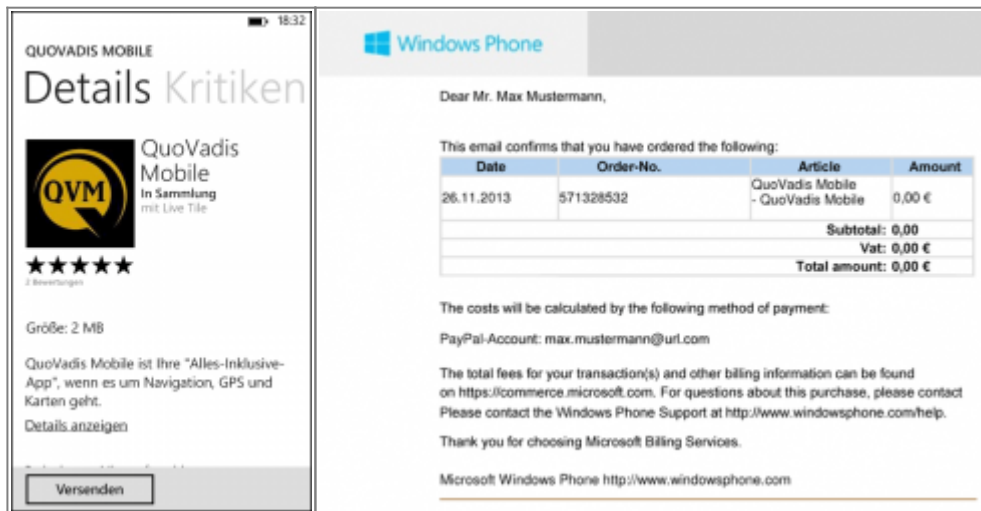 18:32
QUOVADIS MOBILE
Details Kritiken
QVM
QuoVadis
Mobile
In Sammlung
mit Live Tile
2 Bewertungen
Größe: 2 MB
QuoVadis Mobile ist Ihre "Alles-Inklusive-
App", wenn es um Navigation, GPS und
Karten geht.
Details anzeigen
Versenden
Windows Phone
Dear Mr. Max Mustermann,
This email confirms that you have ordered the following:
Date Order-No. Article Amount
26.11.2013 571328532 QuoVadis Mobile
- QuoVadis Mobile 0,00 €
Subtotal: 0,00
Vat: 0,00 €
Total amount: 0,00 €
The costs will be calculated by the following method of payment:
PayPal-Account: max.mustermann@url.com
The total fees for your transaction(s) and other billing information can be found
on https://commerce.microsoft.com. For questions about this purchase, please contact
Please contact the Windows Phone Support at http://www.windowsphone.com/help.
Thank you for choosing Microsoft Billing Services.
Microsoft Windows Phone http://www.windowsphone.com